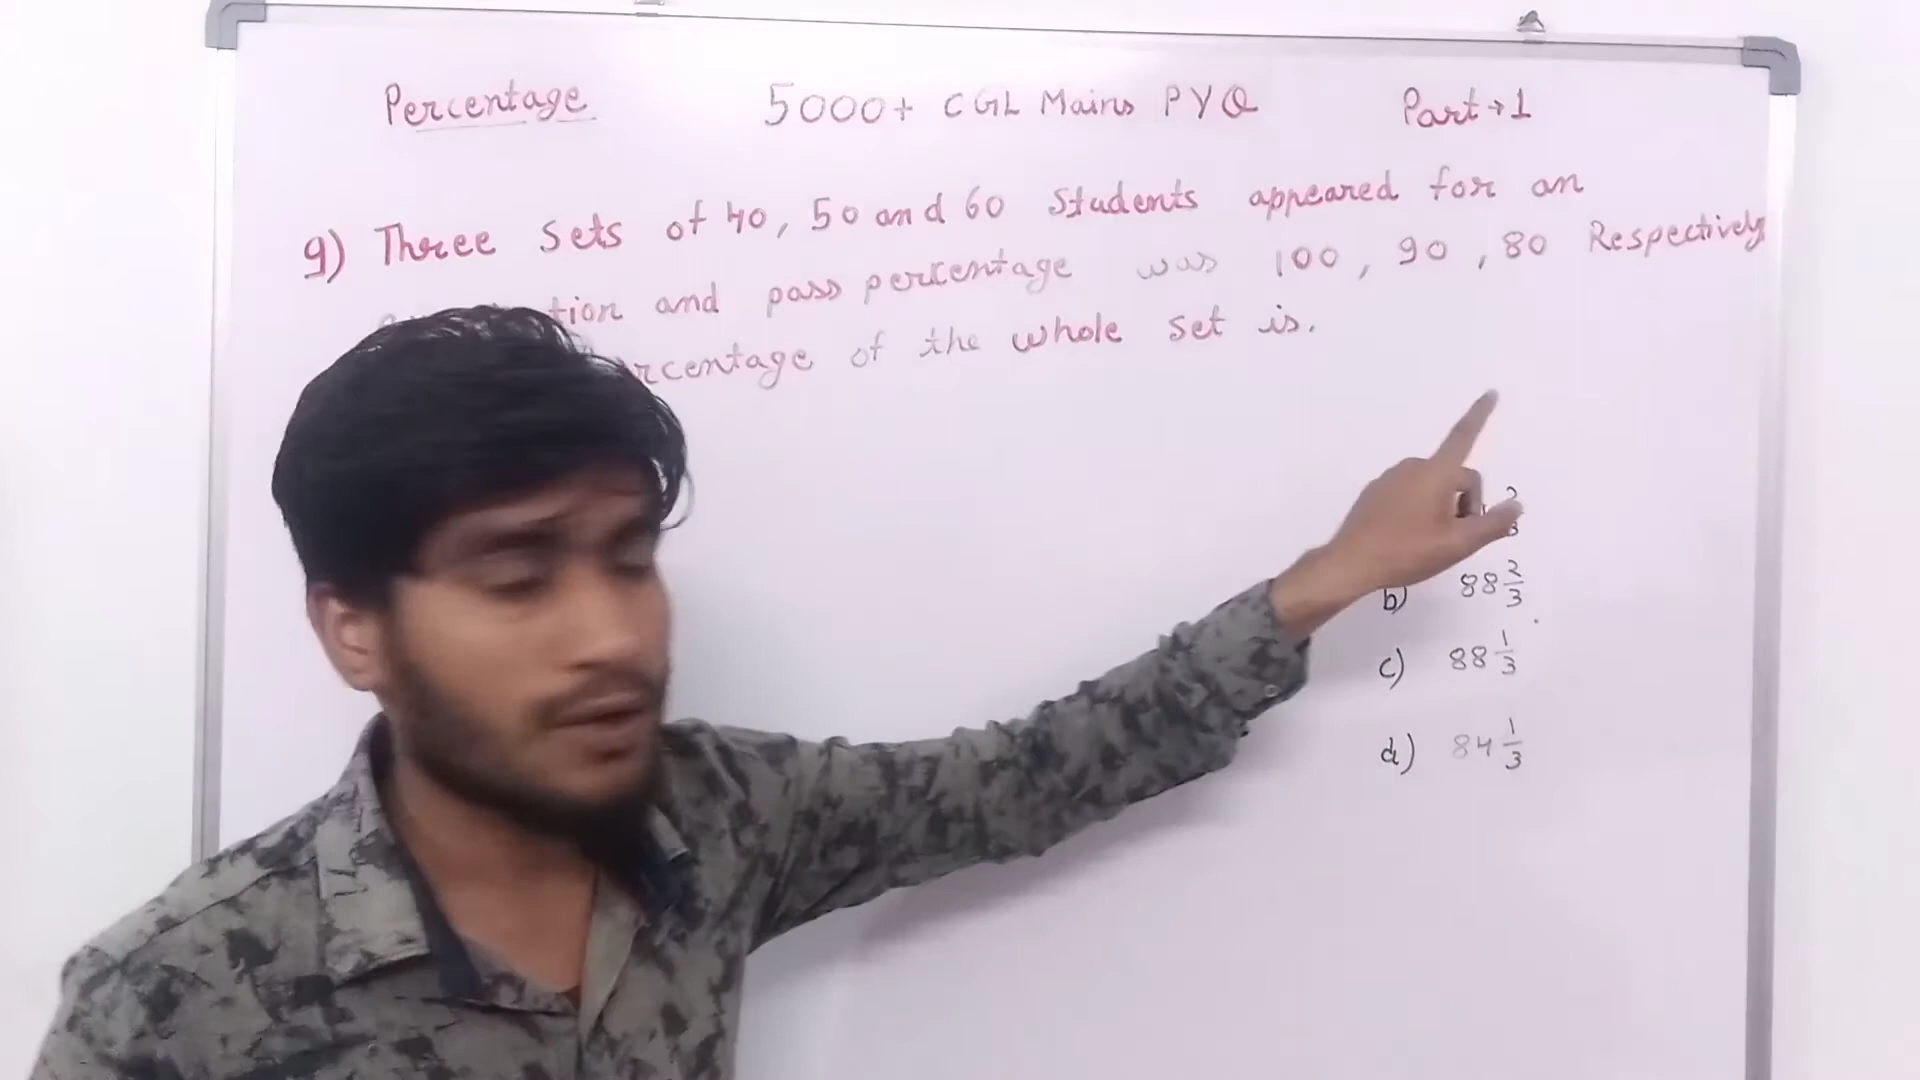 Percentage 5000+ CGL Mains PYQ Part → 1
9) Three Sets of 40, 50 and 60 Students appeared for an
tion and pass percentage was 100, 90, 80 Respectively
rcentage of the whole set is.
b) 88 2/3
c) 88 1/3
d) 84 1/3